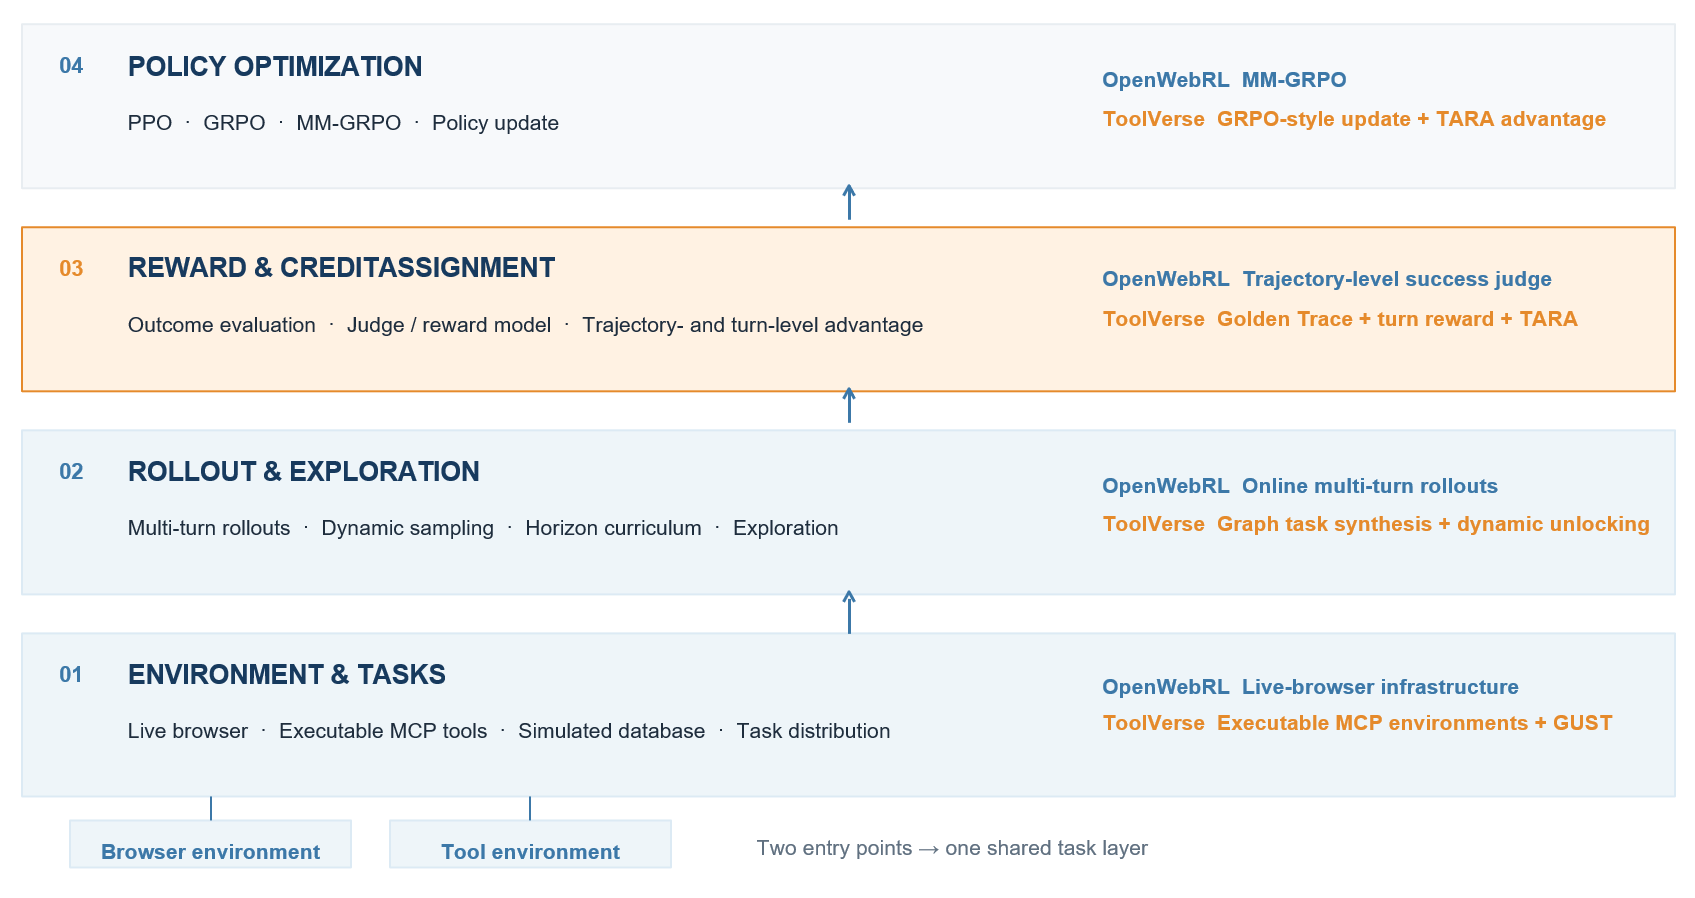 04 POLICY OPTIMIZATION
PPO · GRPO · MM-GRPO · Policy update
OpenWebRL MM-GRPO
ToolVerse GRPO-style update + TARA advantage
03 REWARD & CREDITASSIGNMENT
Outcome evaluation · Judge / reward model · Trajectory- and turn-level advantage
OpenWebRL Trajectory-level success judge
ToolVerse Golden Trace + turn reward + TARA
02 ROLLOUT & EXPLORATION
Multi-turn rollouts · Dynamic sampling · Horizon curriculum · Exploration
OpenWebRL Online multi-turn rollouts
ToolVerse Graph task synthesis + dynamic unlocking
01 ENVIRONMENT & TASKS
Live browser · Executable MCP tools · Simulated database · Task distribution
OpenWebRL Live-browser infrastructure
ToolVerse Executable MCP environments + GUST
Browser environment
Tool environment
Two entry points → one shared task layer